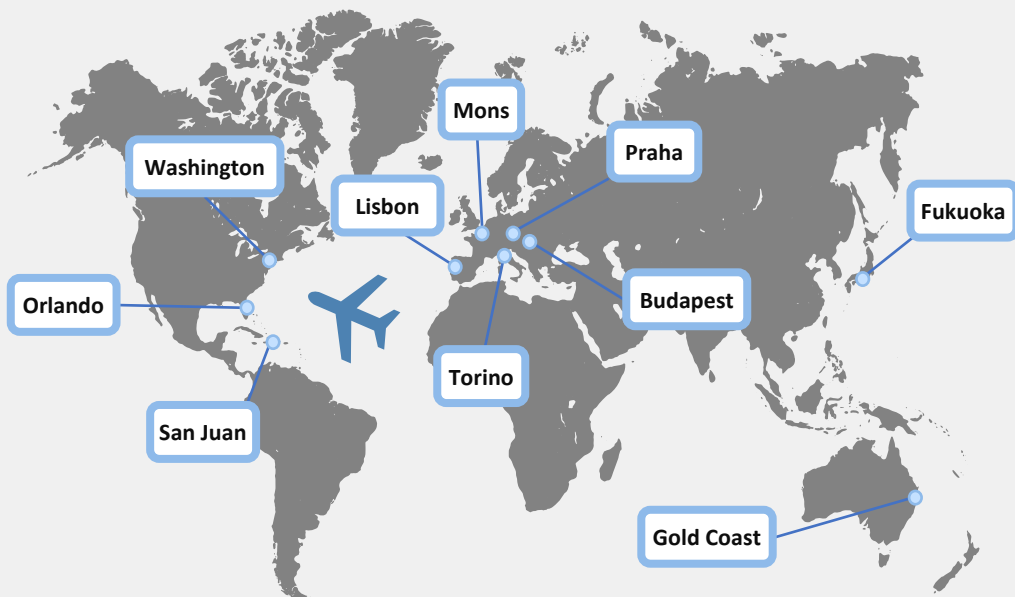 Mons
Washington
Praha
Lisbon
Fukuoka
Orlando
Budapest
Torino
San Juan
Gold Coast